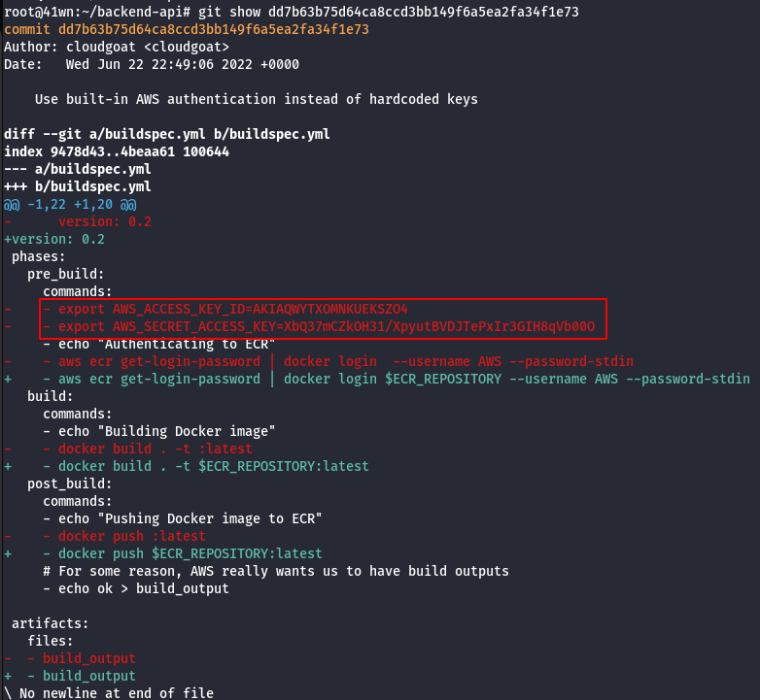 root@41wn:~/backend-api# git show dd7b63b75d64ca8ccd3bb149f6a5ea2fa34f1e73
commit dd7b63b75d64ca8ccd3bb149f6a5ea2fa34f1e73
Author: cloudgoat <cloudgoat>
Date:   Wed Jun 22 22:49:06 2022 +0000
    Use built-in AWS authentication instead of hardcoded keys
diff --git a/buildspec.yml b/buildspec.yml
index 9478d43..4beaa61 100644
--- a/buildspec.yml
+++ b/buildspec.yml
@@ -1,22 +1,20 @@
-      version: 0.2
+version: 0.2
 phases:
   pre_build:
     commands:
-    - export AWS_ACCESS_KEY_ID=AKIAQWYTXOMNKUEKSZO4
-    - export AWS_SECRET_ACCESS_KEY=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
     - echo "Authenticating to ECR"
-    - aws ecr get-login-password | docker login  --username AWS --password-stdin
+    - aws ecr get-login-password | docker login $ECR_REPOSITORY --username AWS --password-stdin
   build:
     commands:
     - echo "Building Docker image"
-    - docker build . -t :latest
+    - docker build . -t $ECR_REPOSITORY:latest
   post_build:
     commands:
     - echo "Pushing Docker image to ECR"
-    - docker push :latest
+    - docker push $ECR_REPOSITORY:latest
     # For some reason, AWS really wants us to have build outputs
     - echo ok > build_output
 artifacts:
   files:
-  - build_output
+  - build_output
\ No newline at end of file